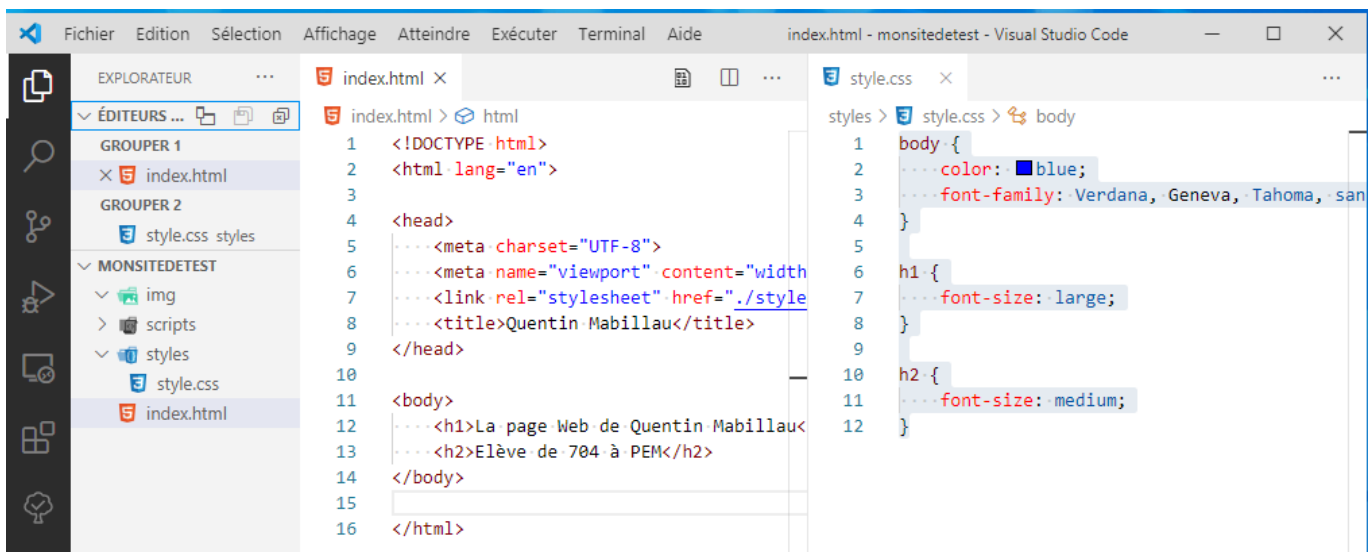 Fichier Edition Sélection Affichage Atteindre Exécuter Terminal Aide index.html - monsitedetest - Visual Studio Code
EXPLORATEUR
ÉDITEURS ...
GROUPER 1
index.html
GROUPER 2
style.css styles
MONSITEDETEST
img
scripts
styles
style.css
index.html
index.html
index.html > html
1 <!DOCTYPE html>
2 <html lang="en">
3
4 <head>
5 <meta charset="UTF-8">
6 <meta name="viewport" content="width
7 <link rel="stylesheet" href="./style
8 <title>Quentin Mabillau</title>
9 </head>
10
11 <body>
12 <h1>La page Web de Quentin Mabillau<
13 <h2>Elève de 704 à PEM</h2>
14 </body>
15
16 </html>
style.css
styles > style.css > body
1 body {
2 color: blue;
3 font-family: Verdana, Geneva, Tahoma, san
4 }
5
6 h1 {
7 font-size: large;
8 }
9
10 h2 {
11 font-size: medium;
12 }